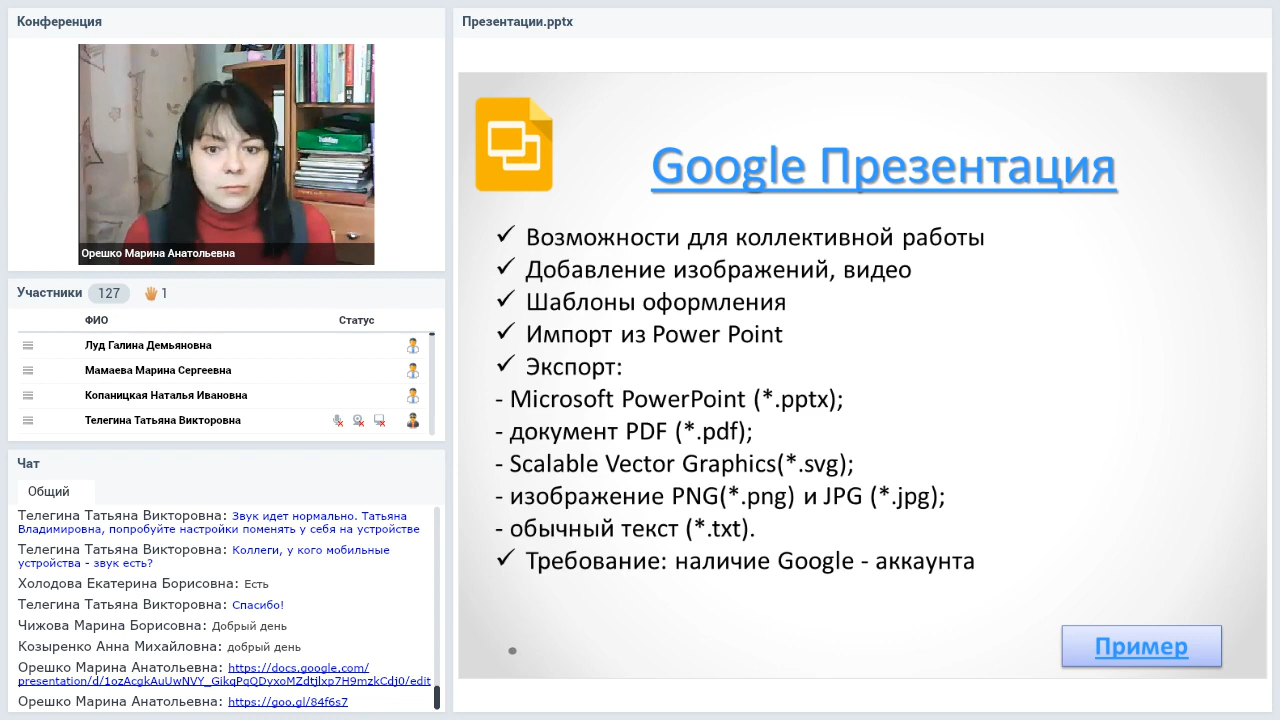 Конференция
Орешко Марина Анатольевна
Участники 127 1
ФИО Статус
Луд Галина Демьяновна
Мамаева Марина Сергеевна
Копаницкая Наталья Ивановна
Телегина Татьяна Викторовна
Чат
Общий
Телегина Татьяна Викторовна: Звук идет нормально. Татьяна
Владимировна, попробуйте настройки поменять у себя на устройстве
Телегина Татьяна Викторовна: Коллеги, у кого мобильные
устройства - звук есть?
Холодова Екатерина Борисовна: Есть
Телегина Татьяна Викторовна: Спасибо!
Чижова Марина Борисовна: Добрый день
Козыренко Анна Михайловна: добрый день
Орешко Марина Анатольевна: https://docs.google.com/
presentation/d/1ozAcgkAuUwNVY_GikqPqQDvxoMZdtjlxp7H9mzkCdj0/edit
Орешко Марина Анатольевна: https://goo.gl/84f6s7
Презентации.pptx
Google Презентация
✓ Возможности для коллективной работы
✓ Добавление изображений, видео
✓ Шаблоны оформления
✓ Импорт из Power Point
✓ Экспорт:
- Microsoft PowerPoint (*.pptx);
- документ PDF (*.pdf);
- Scalable Vector Graphics(*.svg);
- изображение PNG(*.png) и JPG (*.jpg);
- обычный текст (*.txt).
✓ Требование: наличие Google - аккаунта
Пример